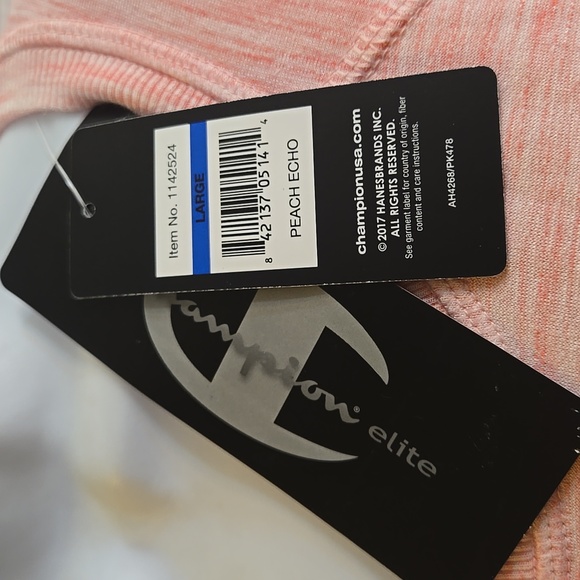 Item No. 1142524
LARGE
8 42137 05141 4
PEACH ECHO
championusa.com
© 2017 HANESBRANDS INC.
ALL RIGHTS RESERVED.
See garment label for country of origin, fiber
content and care instructions.
AH4268/PK478
Champion®
elite